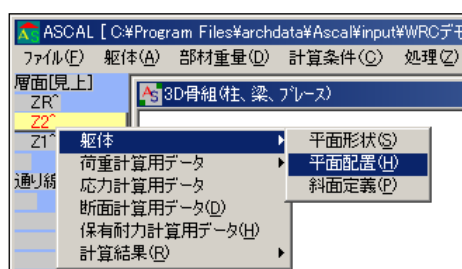 ASCAL [ C:¥Program Files¥archdata¥Ascal¥input¥WRCデモ
ファイル(F) 躯体(A) 部材重量(D) 計算条件(C) 処理(Z)
層面[見上]
ZR^
3D骨組(柱、梁、ブレース)
Z2^
Z1^
躯体
平面形状(S)
荷重計算用データ
平面配置(H)
通り線
応力計算用データ
斜面定義(P)
断面計算用データ(D)
保有耐力計算用データ(H)
計算結果(R)